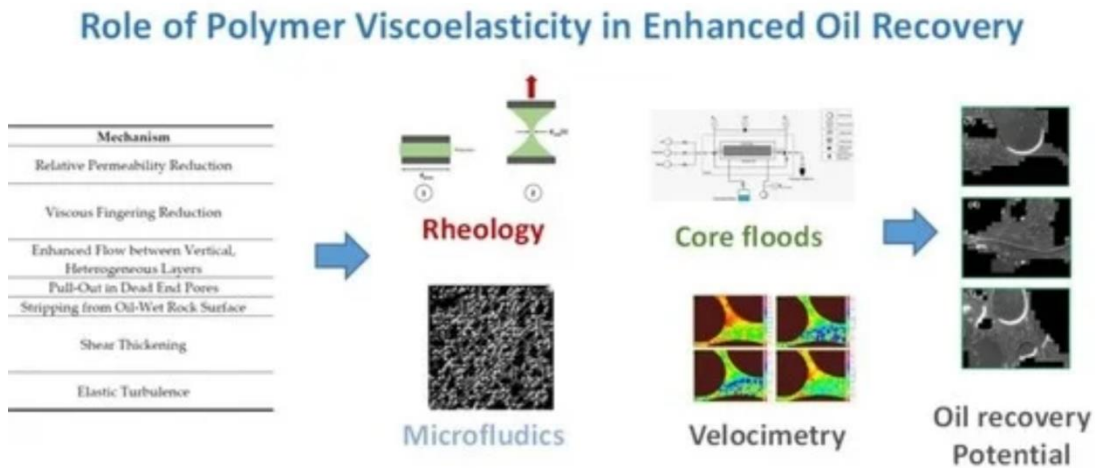 Role of Polymer Viscoelasticity in Enhanced Oil Recovery
Mechanism
Relative Permeability Reduction
Viscous Fingering Reduction
Enhanced Flow between Vertical,
Heterogeneous Layers
Pull-Out in Dead End Pores
Stripping from Oil-Wet Rock Surface
Shear Thickening
Elastic Turbulence
1
2
Rheology
Core floods
Microfludics
Velocimetry
Oil recovery
Potential